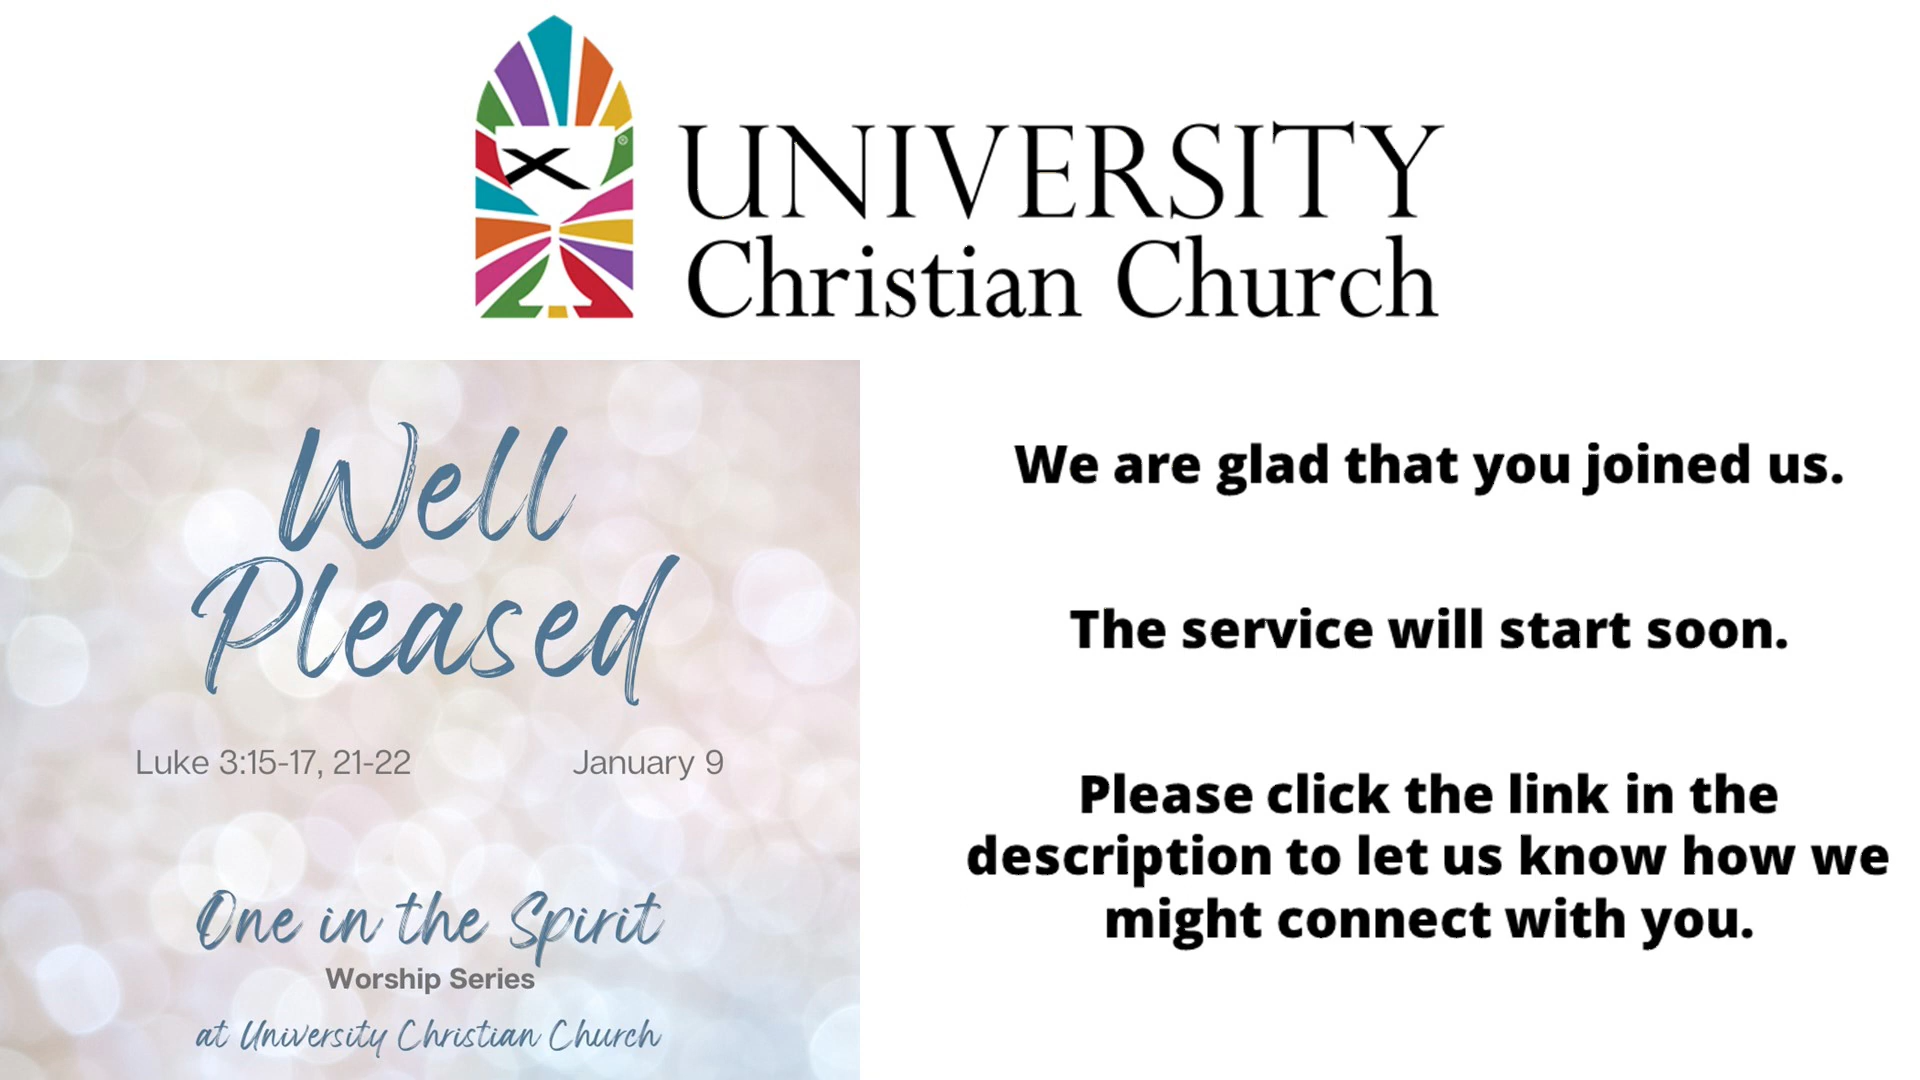 UNIVERSITY
Christian Church
®
Well
Pleased
Luke 3:15-17, 21-22
January 9
One in the Spirit
Worship Series
at University Christian Church
We are glad that you joined us.
The service will start soon.
Please click the link in the
description to let us know how we
might connect with you.